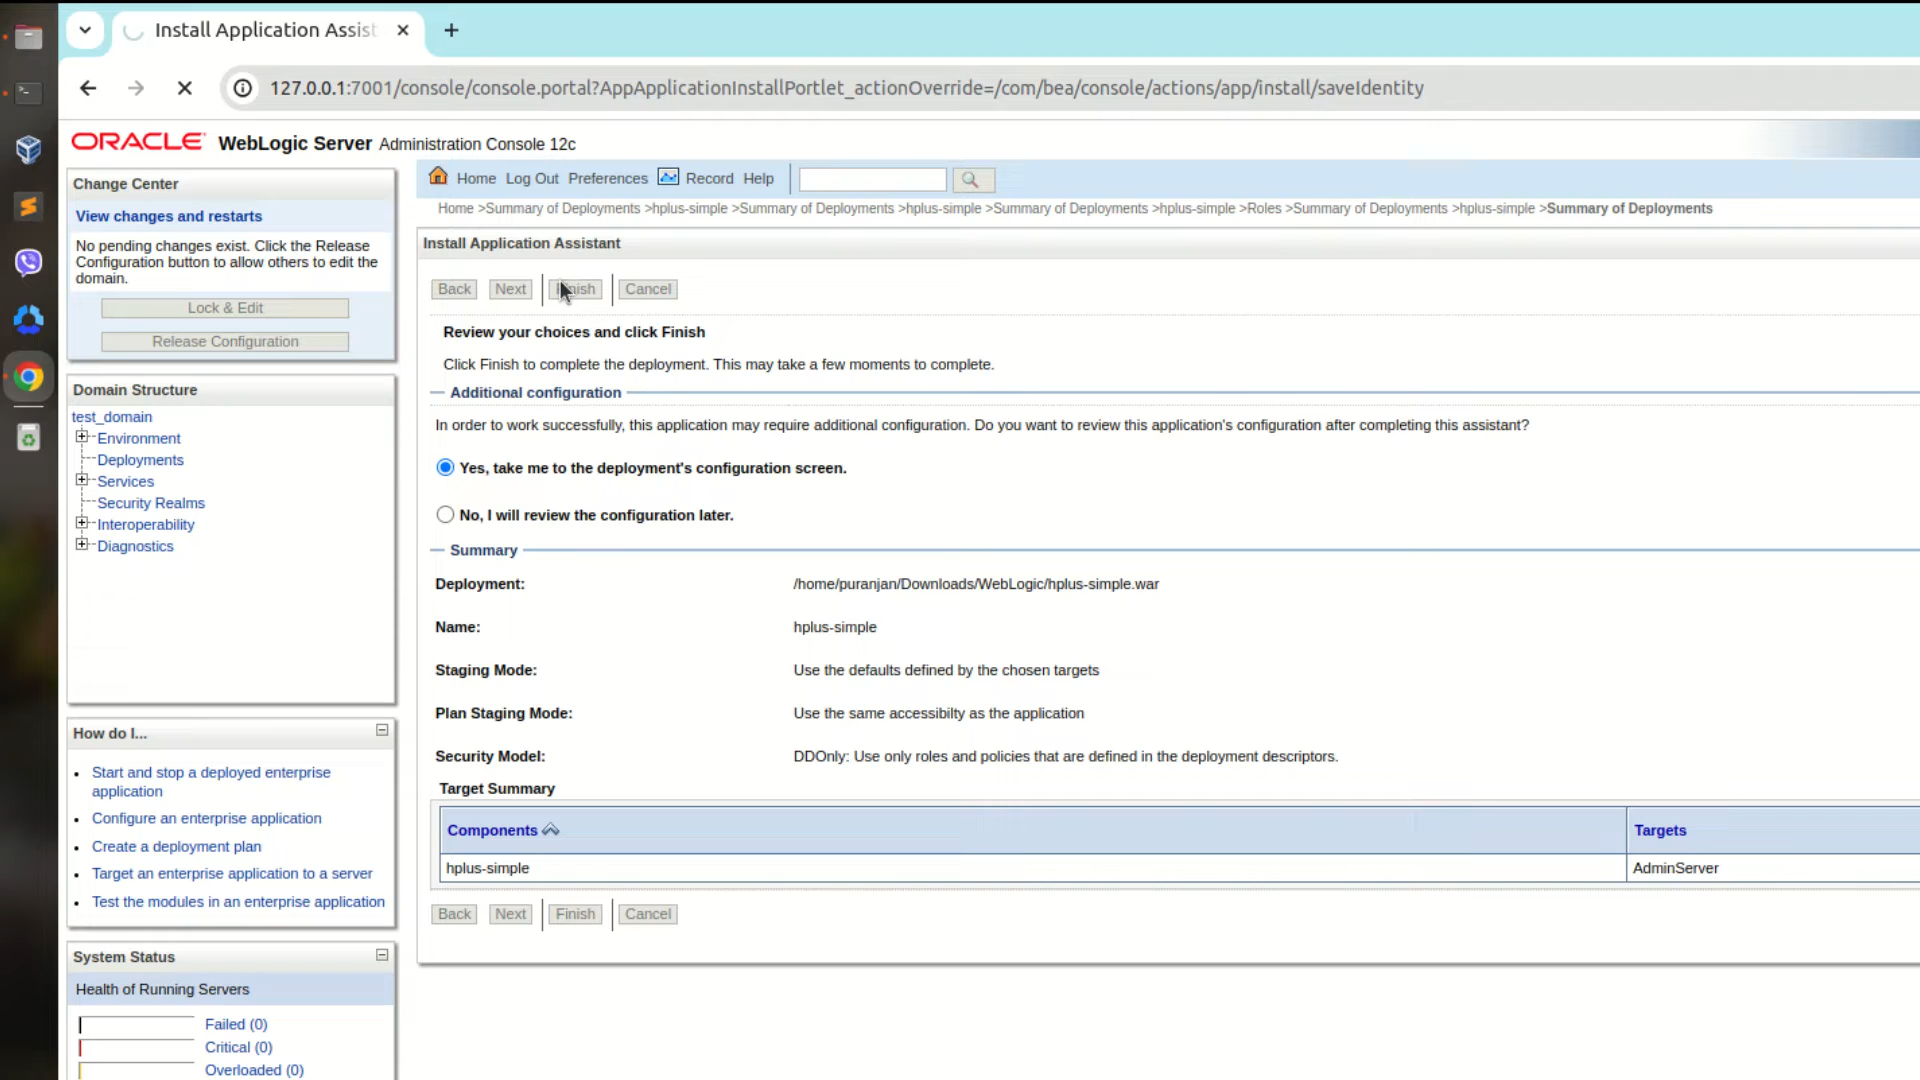 Install Application Assist
127.0.0.1:7001/console/console.portal?AppApplicationInstallPortlet_actionOverride=/com/bea/console/actions/app/install/saveIdentity
ORACLE WebLogic Server Administration Console 12c
Change Center
View changes and restarts
No pending changes exist. Click the Release
Configuration button to allow others to edit the
domain.
Lock & Edit
Release Configuration
Domain Structure
test_domain
Environment
Deployments
Services
Security Realms
Interoperability
Diagnostics
How do I...
Start and stop a deployed enterprise
application
Configure an enterprise application
Create a deployment plan
Target an enterprise application to a server
Test the modules in an enterprise application
System Status
Health of Running Servers
Failed (0)
Critical (0)
Overloaded (0)
Home Log Out Preferences Record Help
Home >Summary of Deployments >hplus-simple >Summary of Deployments >hplus-simple >Summary of Deployments >hplus-simple >Roles >Summary of Deployments >hplus-simple >Summary of Deployments
Install Application Assistant
Back Next Finish Cancel
Review your choices and click Finish
Click Finish to complete the deployment. This may take a few moments to complete.
Additional configuration
In order to work successfully, this application may require additional configuration. Do you want to review this application's configuration after completing this assistant?
Yes, take me to the deployment's configuration screen.
No, I will review the configuration later.
Summary
Deployment: /home/puranjan/Downloads/WebLogic/hplus-simple.war
Name: hplus-simple
Staging Mode: Use the defaults defined by the chosen targets
Plan Staging Mode: Use the same accessibilty as the application
Security Model: DDOnly: Use only roles and policies that are defined in the deployment descriptors.
Target Summary
Components Targets
hplus-simple AdminServer
Back Next Finish Cancel